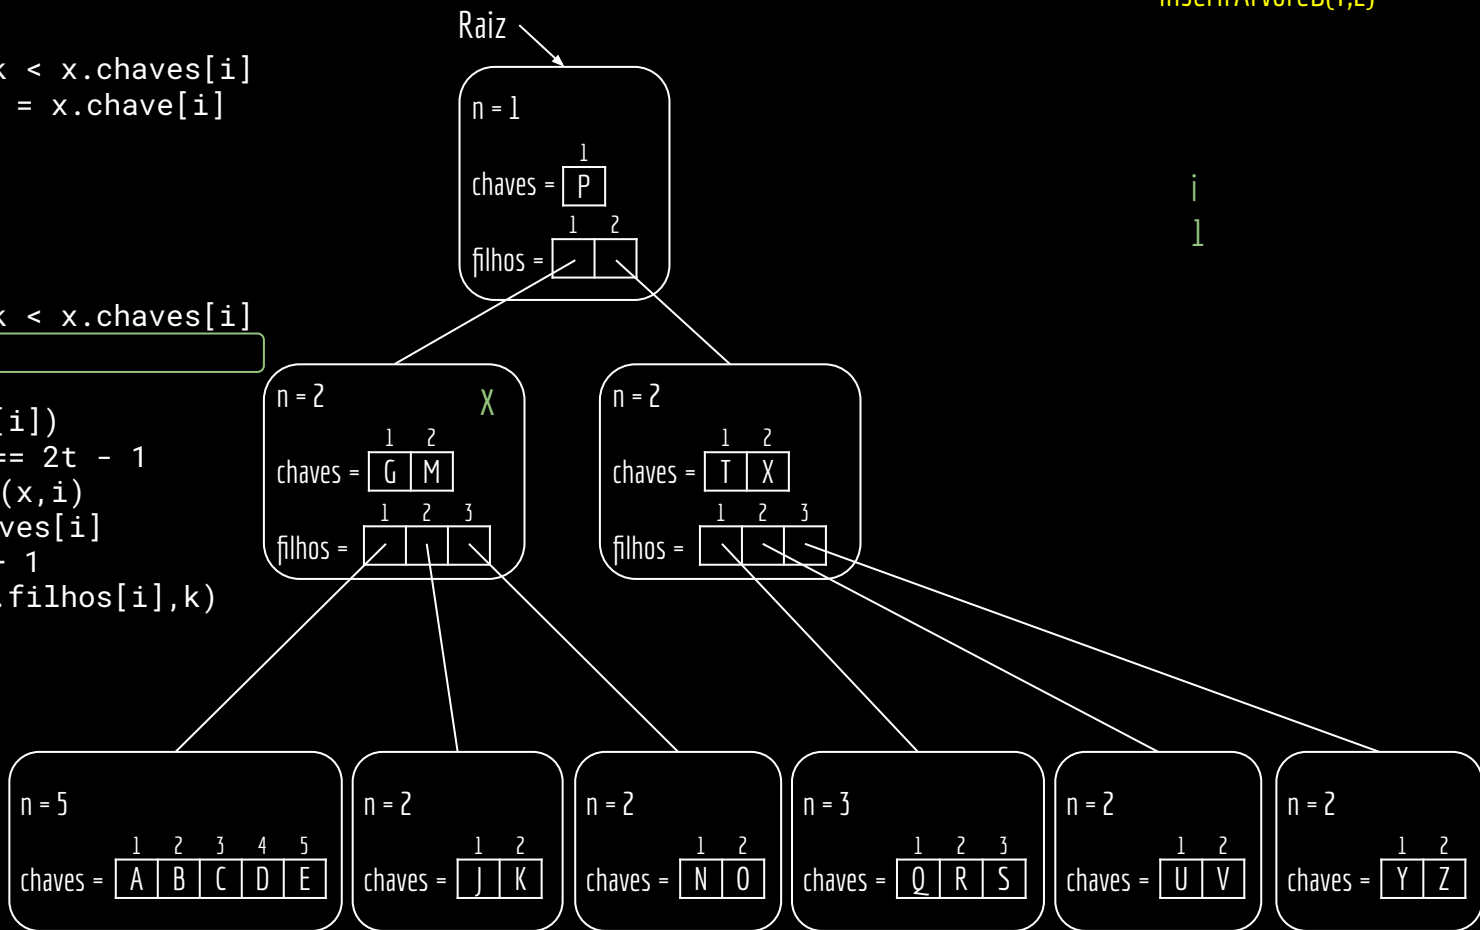 InserirArvoreB(T,L)
Raiz
k < x.chaves[i]
= x.chave[i]
n = 1
1
chaves = P
1 2
filhos =
i
1
k < x.chaves[i]
n = 2 X
1 2
chaves = G M
1 2 3
filhos =
n = 2
1 2
chaves = T X
1 2 3
filhos =
[i])
== 2t - 1
(x,i)
ves[i]
1
.filhos[i],k)
n = 5
1 2 3 4 5
chaves = A B C D E
n = 2
1 2
chaves = J K
n = 2
1 2
chaves = N O
n = 3
1 2 3
chaves = Q R S
n = 2
1 2
chaves = U V
n = 2
1 2
chaves = Y Z